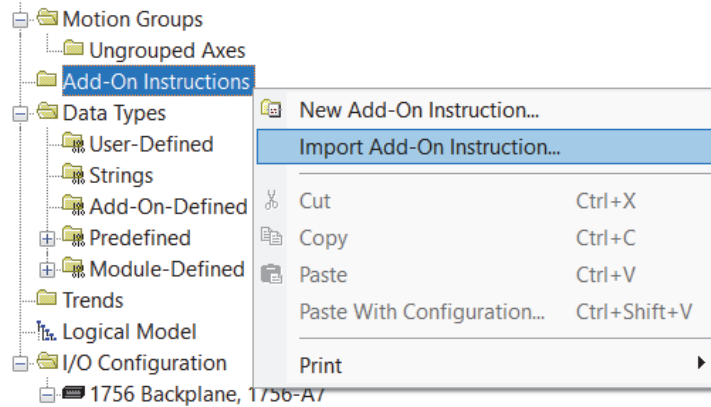 Motion Groups
Ungrouped Axes
Add-On Instructions
New Add-On Instruction...
Data Types
Import Add-On Instruction...
User-Defined
Strings
Cut Ctrl+X
Add-On-Defined
Copy Ctrl+C
Predefined
Paste Ctrl+V
Module-Defined
Paste With Configuration... Ctrl+Shift+V
Trends
Logical Model
Print
I/O Configuration
1756 Backplane, 1756-A7